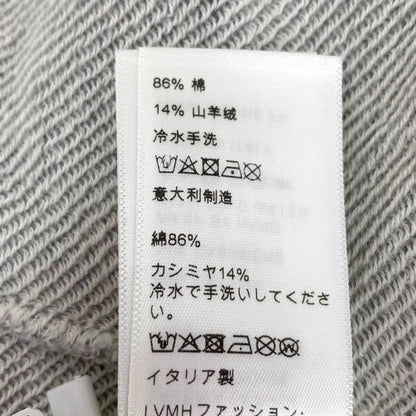 86% 棉
14% 山羊绒
冷水手洗
意大利制造
綿86%
カシミヤ14%
冷水で手洗いしてくださ
い。
イタリア製
LVMHファッション・